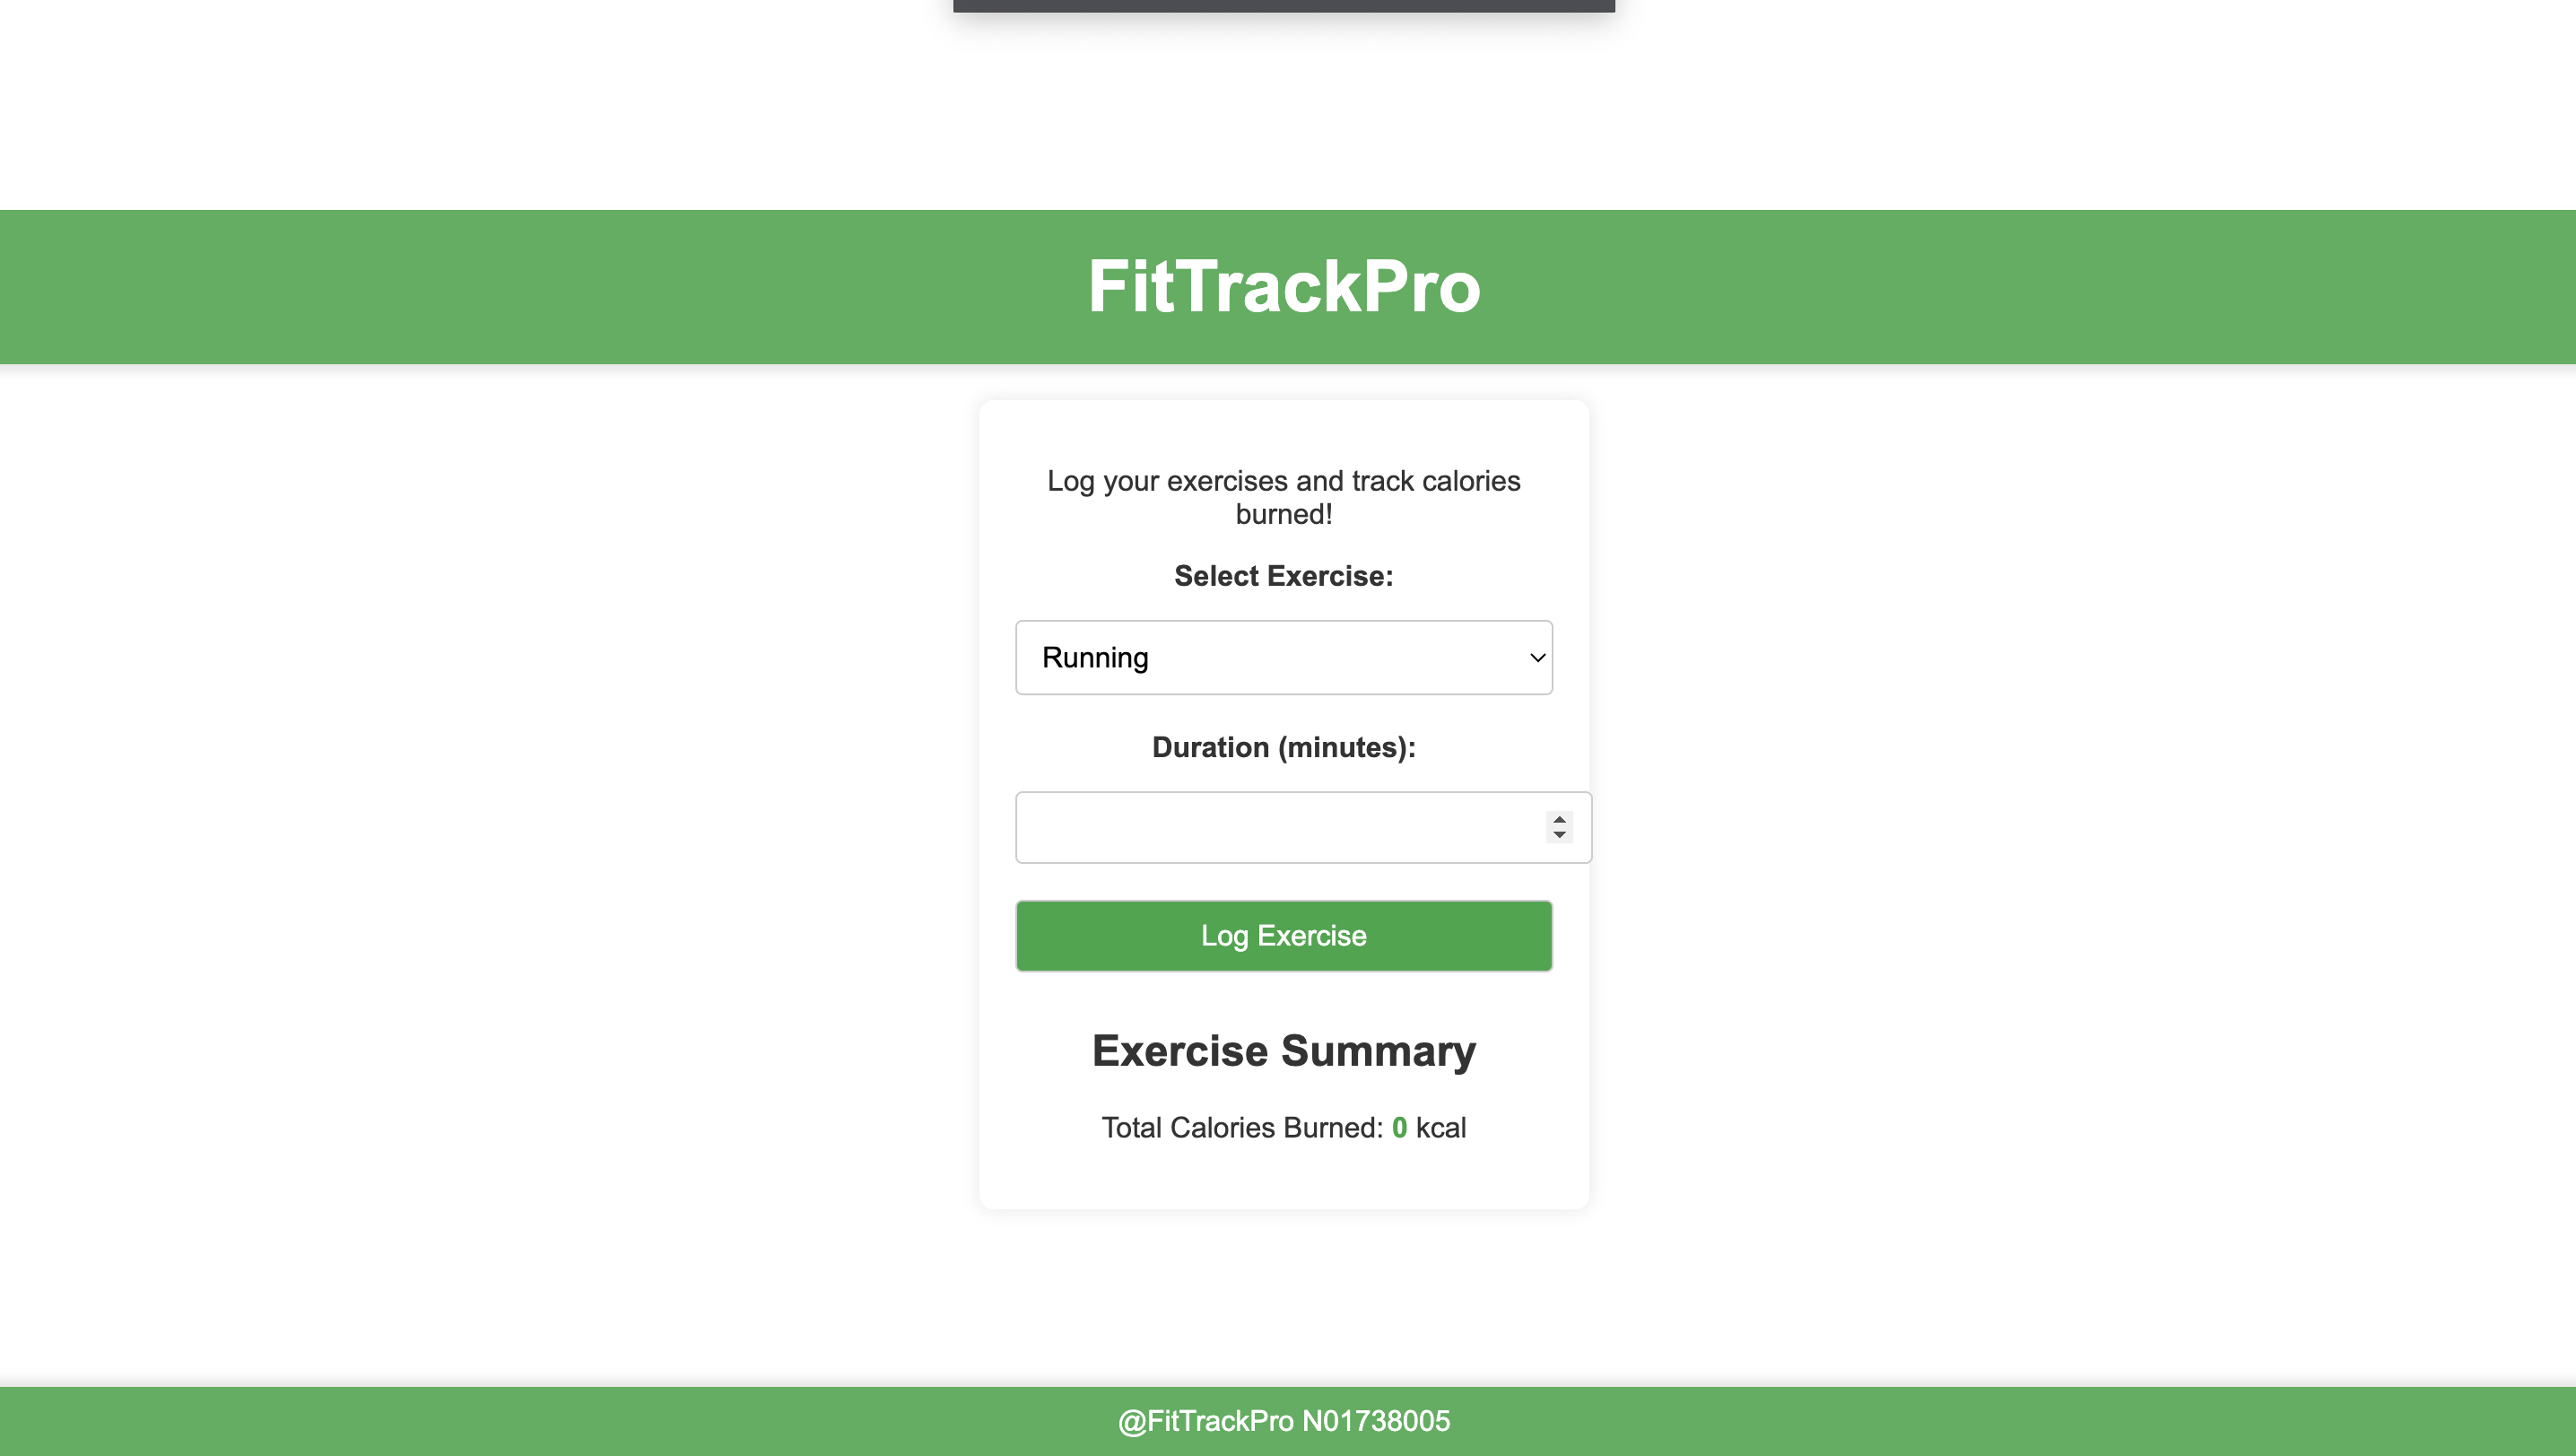 FitTrackPro
Log your exercises and track calories
burned!
Select Exercise:
Running
Duration (minutes):
Log Exercise
Exercise Summary
Total Calories Burned: 0 kcal
@FitTrackPro N01738005